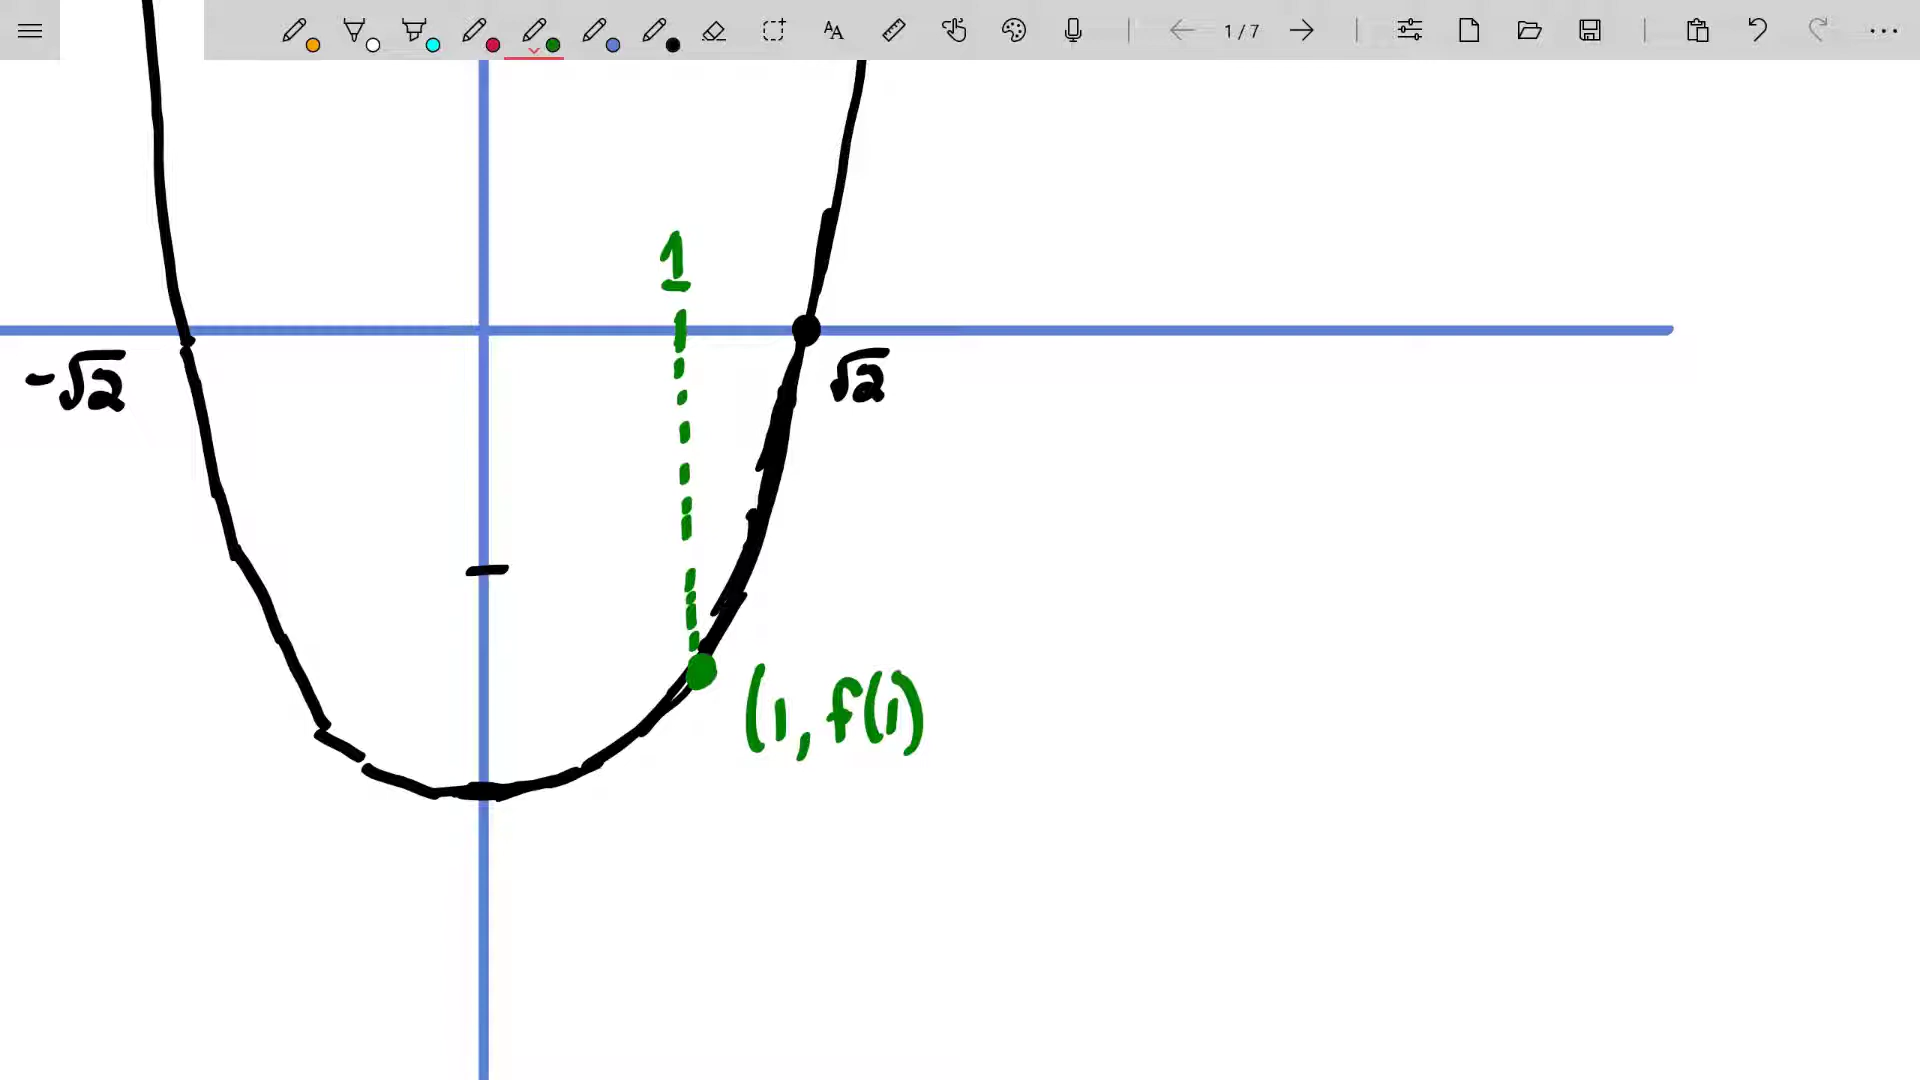 1 / 7
1
-√2
√2
(1, f(1)